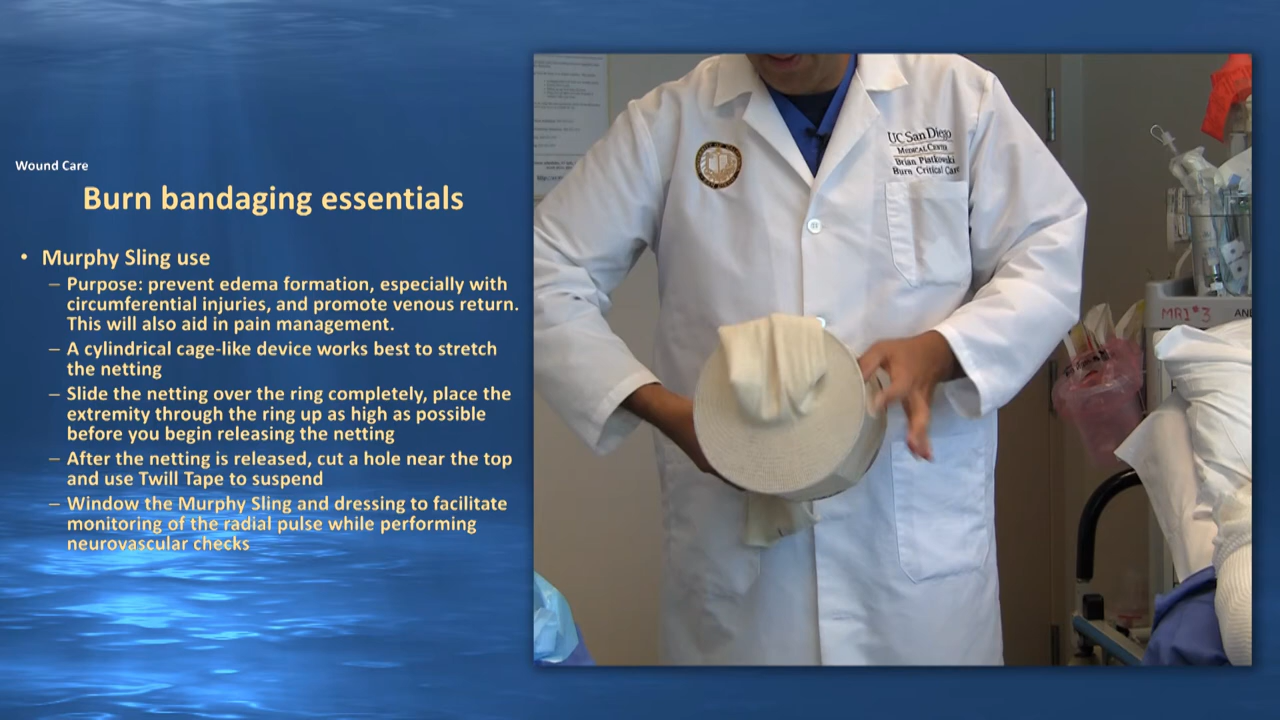 Wound Care
Burn bandaging essentials
• Murphy Sling use
– Purpose: prevent edema formation, especially with
circumferential injuries, and promote venous return.
This will also aid in pain management.
– A cylindrical cage-like device works best to stretch
the netting
– Slide the netting over the ring completely, place the
extremity through the ring up as high as possible
before you begin releasing the netting
– After the netting is released, cut a hole near the top
and use Twill Tape to suspend
– Window the Murphy Sling and dressing to facilitate
monitoring of the radial pulse while performing
neurovascular checks
UC San Diego
Medical Center
Brian Piatkowski
Burn Critical Care
MR1#3